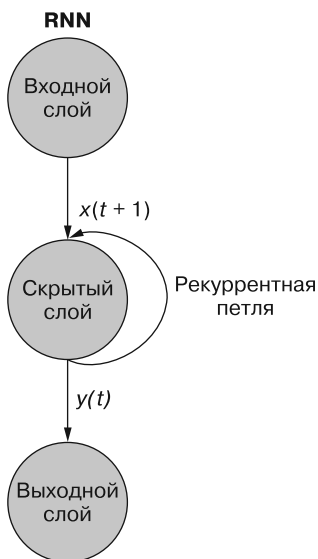 RNN
Входной
слой
x(t + 1)
Скрытый
слой
Рекуррентная
петля
y(t)
Выходной
слой